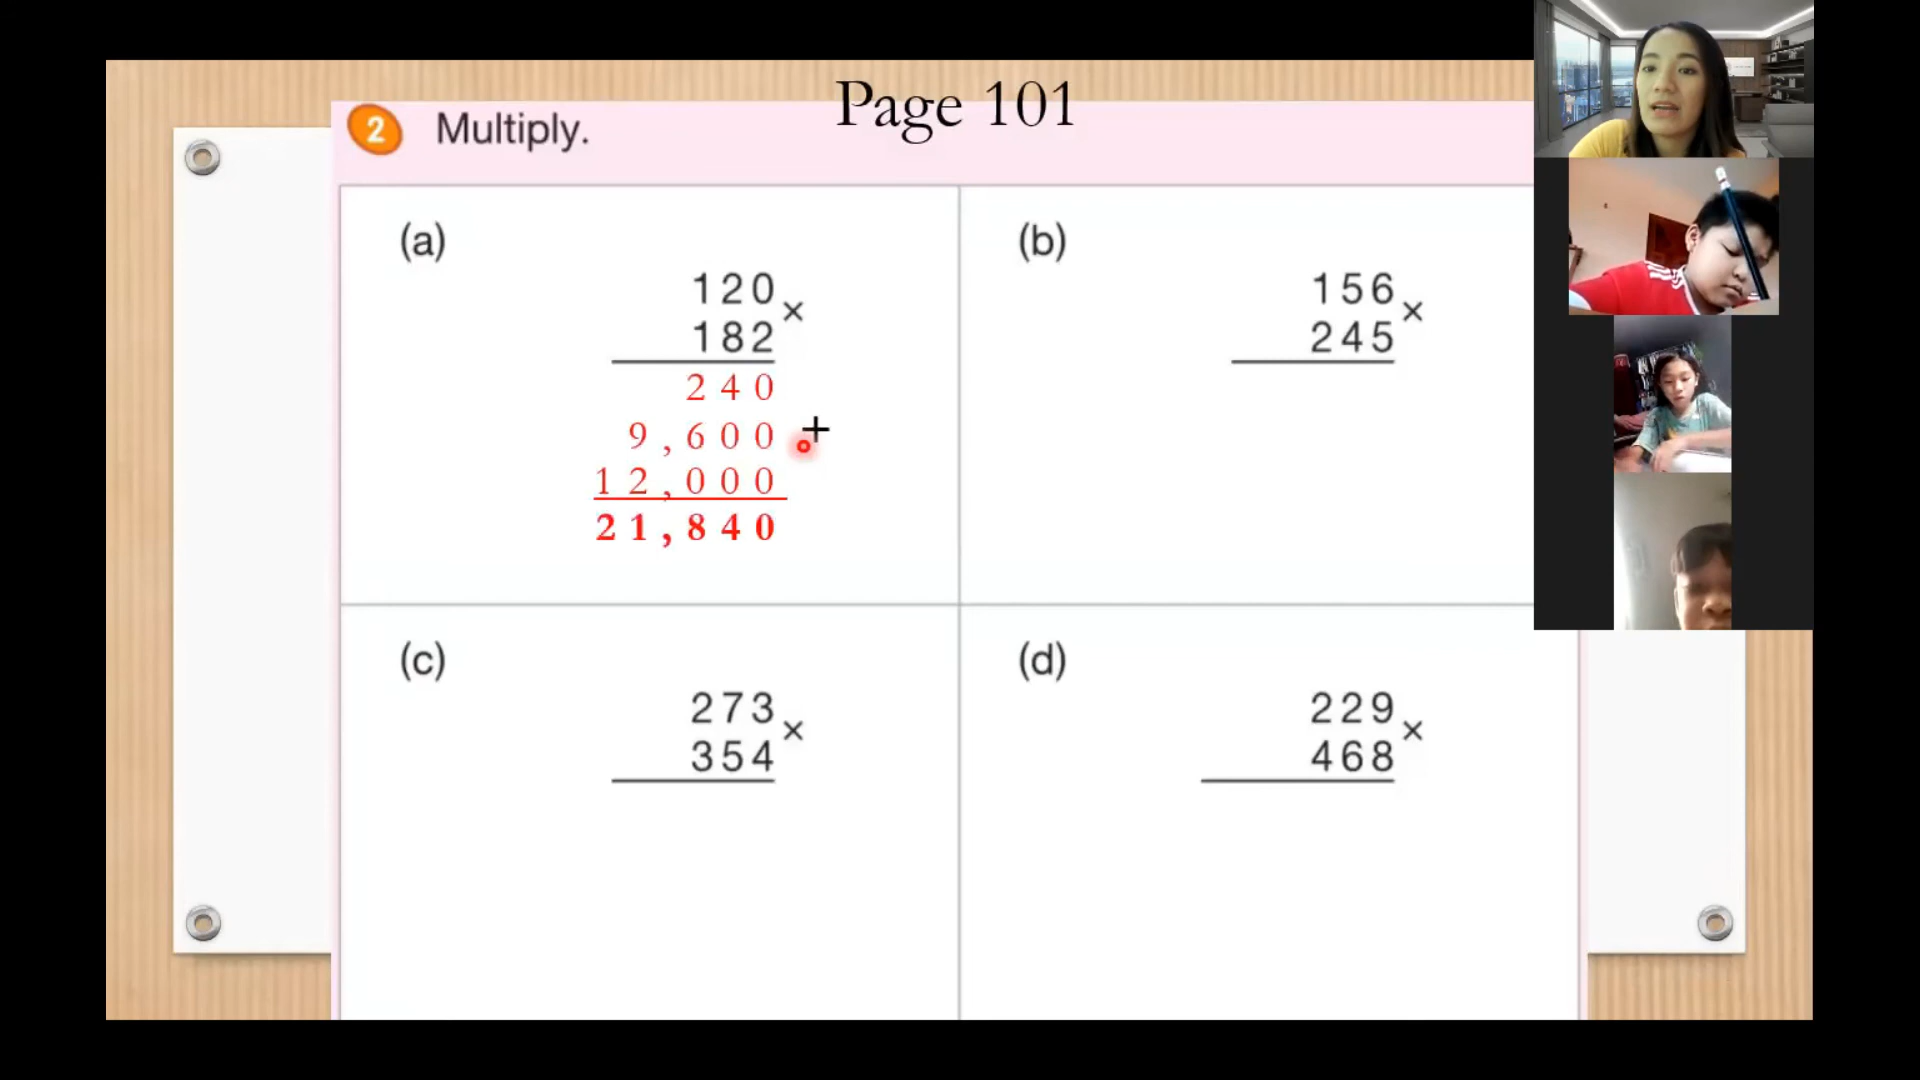 Page 101
2 Multiply.
(a)
120
182 ×
240
9,600 +
12,000
21,840
(b)
156
245 ×
(c)
273
354 ×
(d)
229
468 ×